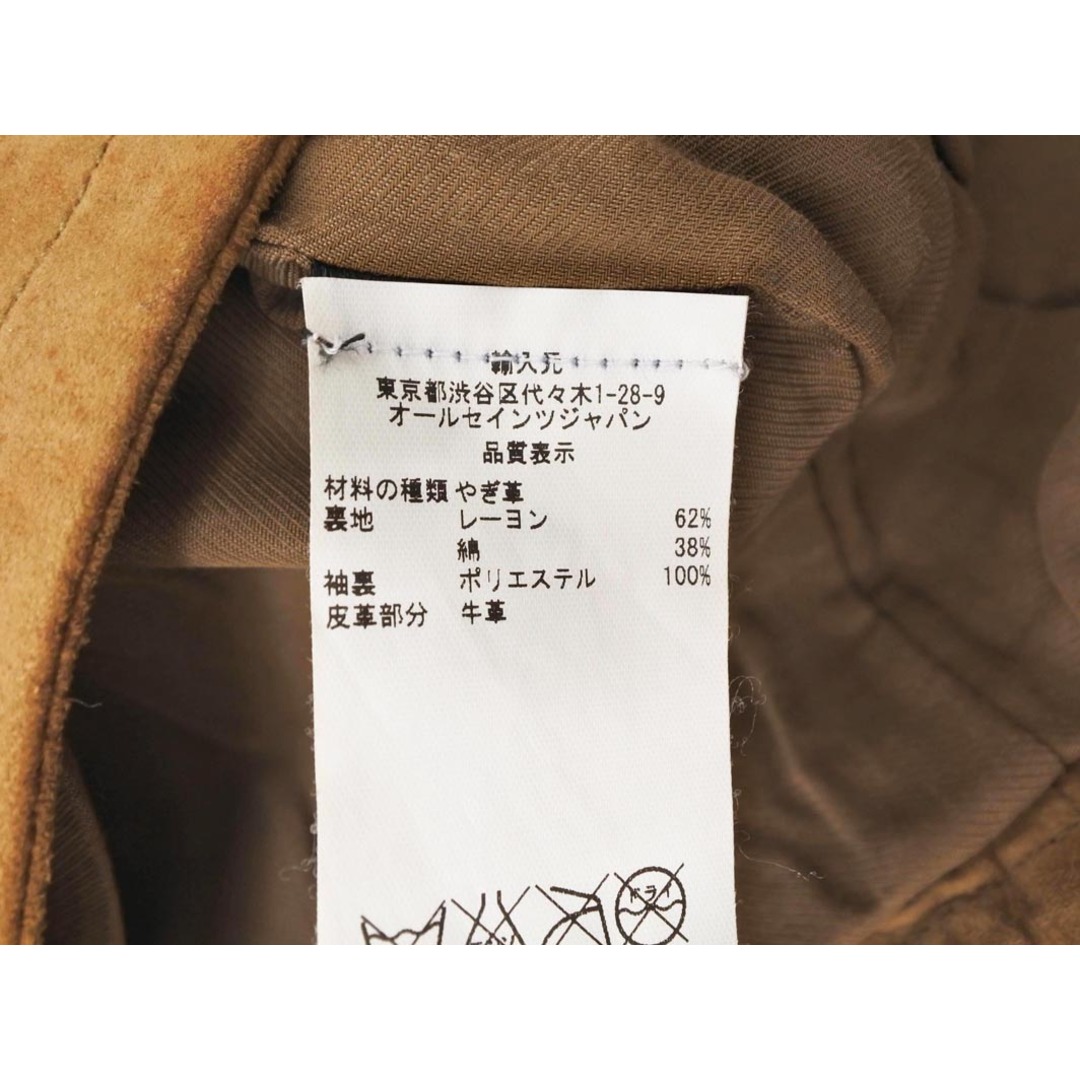 輸入元
東京都渋谷区代々木1-28-9
オールセインツジャパン
品質表示
材料の種類 やぎ革
裏地 レーヨン 62%
綿 38%
袖裏 ポリエステル 100%
皮革部分 牛革
ドライ